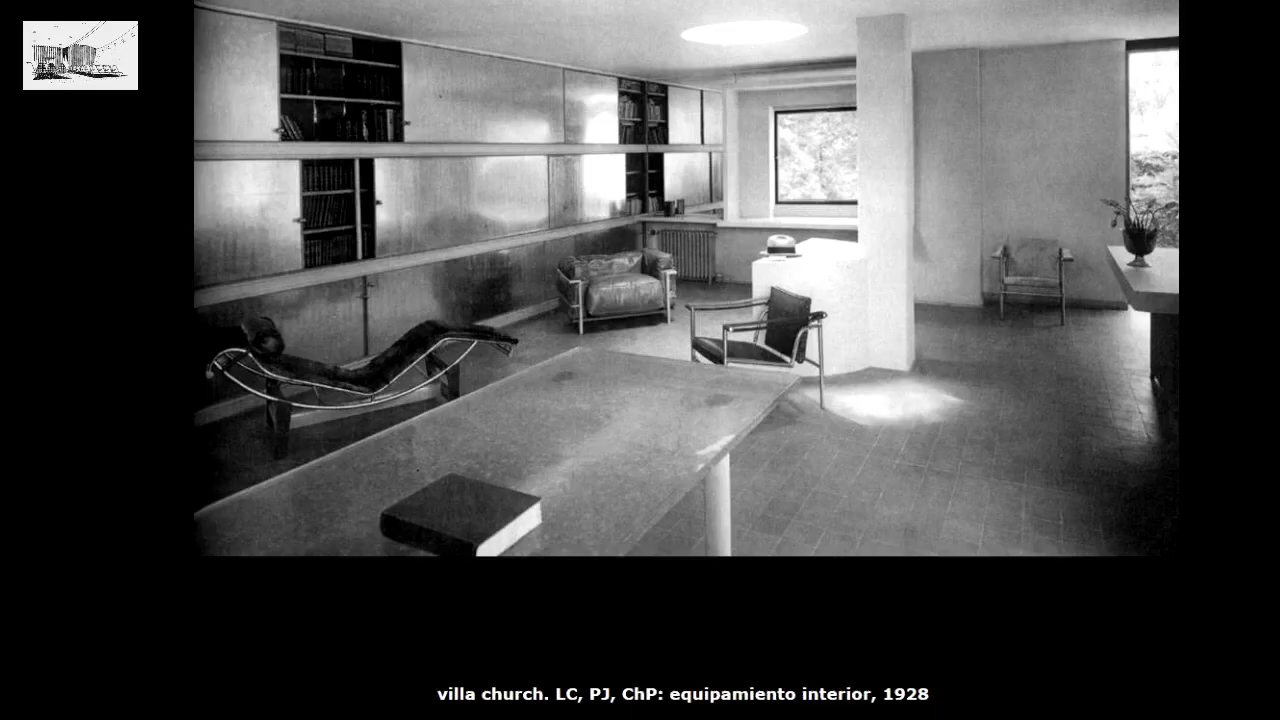 villa church. LC, PJ, ChP: equipamiento interior, 1928